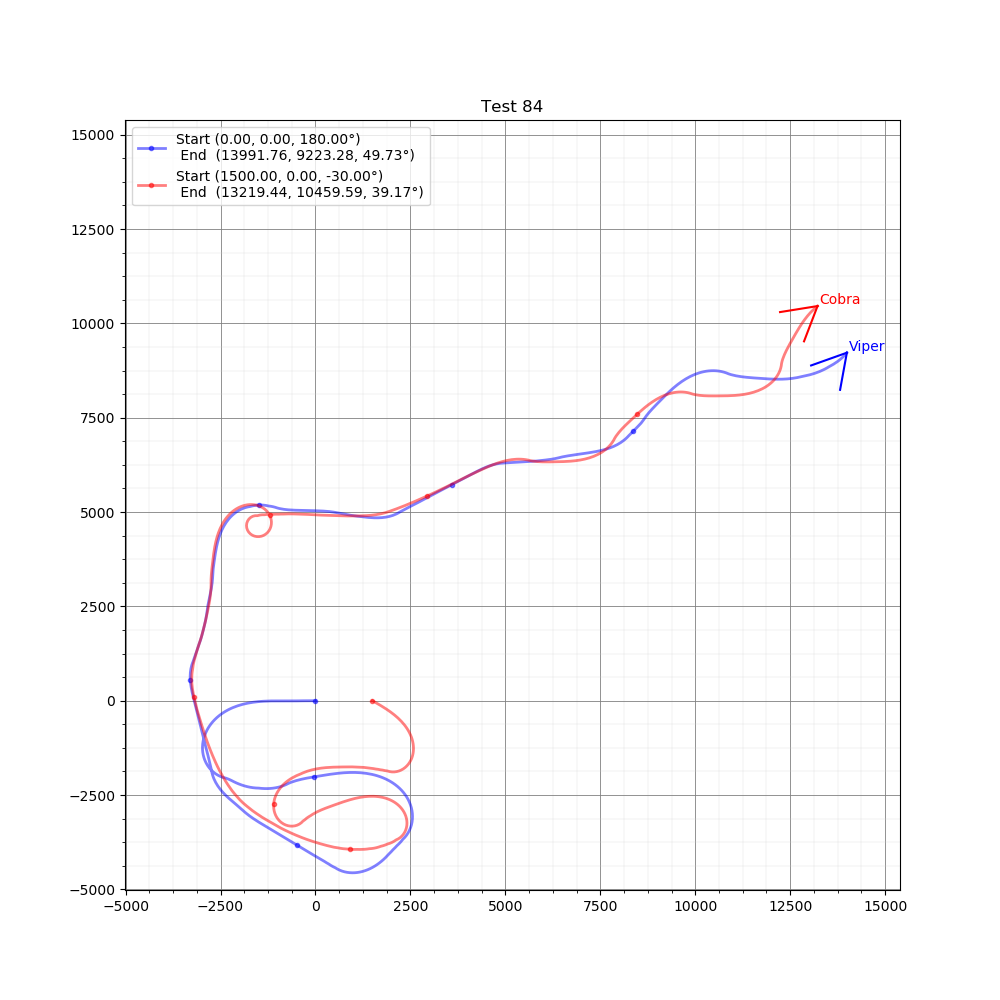 Test 84
Start (0.00, 0.00, 180.00°)
End  (13991.76, 9223.28, 49.73°)
Start (1500.00, 0.00, -30.00°)
End  (13219.44, 10459.59, 39.17°)
15000
12500
10000
7500
5000
2500
0
−2500
−5000
Cobra
Viper
−5000 −2500 0 2500 5000 7500 10000 12500 15000